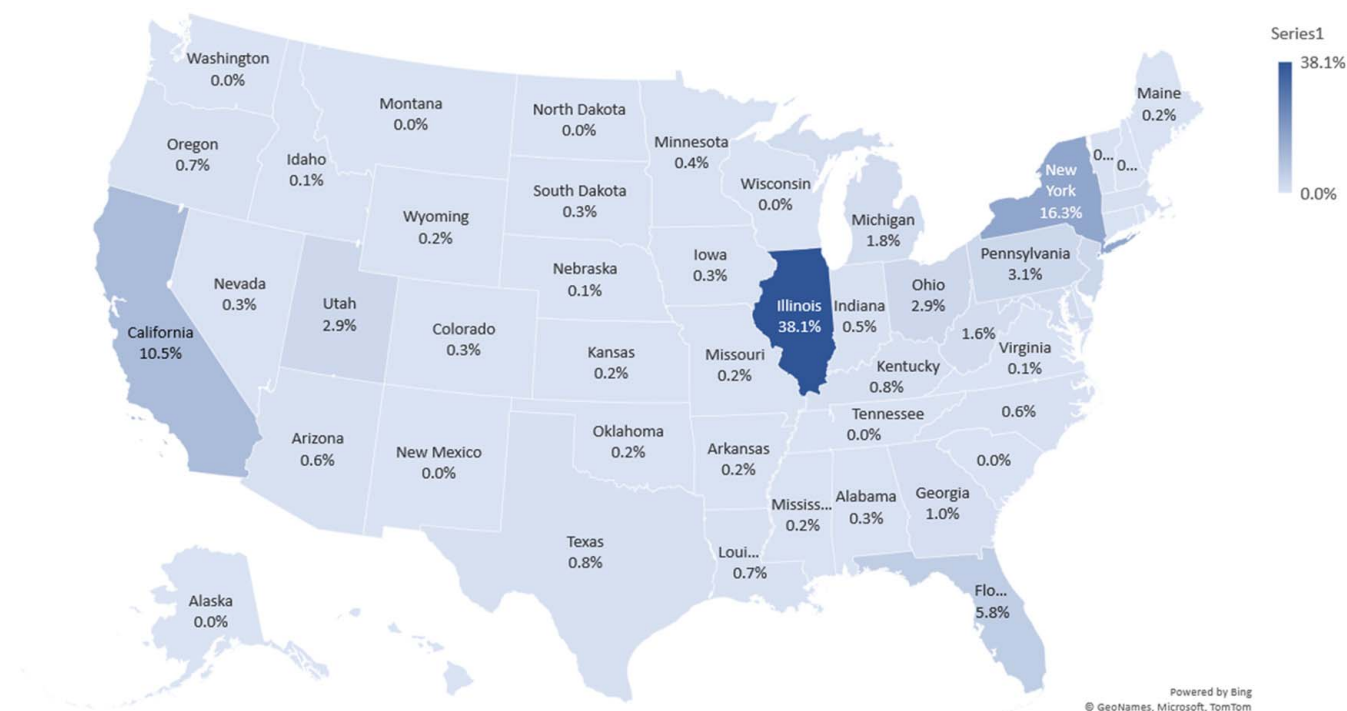 Series1
38.1%
0.0%
Washington
0.0%
Montana
0.0%
North Dakota
0.0%
Minnesota
0.4%
Maine
0.2%
Oregon
0.7%
Idaho
0.1%
South Dakota
0.3%
Wisconsin
0.0%
Michigan
1.8%
New
York
16.3%
0...
0...
Wyoming
0.2%
Nebraska
0.1%
Iowa
0.3%
Pennsylvania
3.1%
Nevada
0.3%
Utah
2.9%
Colorado
0.3%
Illinois
38.1%
Indiana
0.5%
Ohio
2.9%
California
10.5%
Kansas
0.2%
Missouri
0.2%
Kentucky
0.8%
1.6%
Virginia
0.1%
Arizona
0.6%
New Mexico
0.0%
Oklahoma
0.2%
Arkansas
0.2%
Tennessee
0.0%
0.6%
0.0%
Texas
0.8%
Loui...
0.7%
Mississ...
0.2%
Alabama
0.3%
Georgia
1.0%
Flo...
5.8%
Alaska
0.0%
Powered by Bing
© GeoNames, Microsoft, TomTom